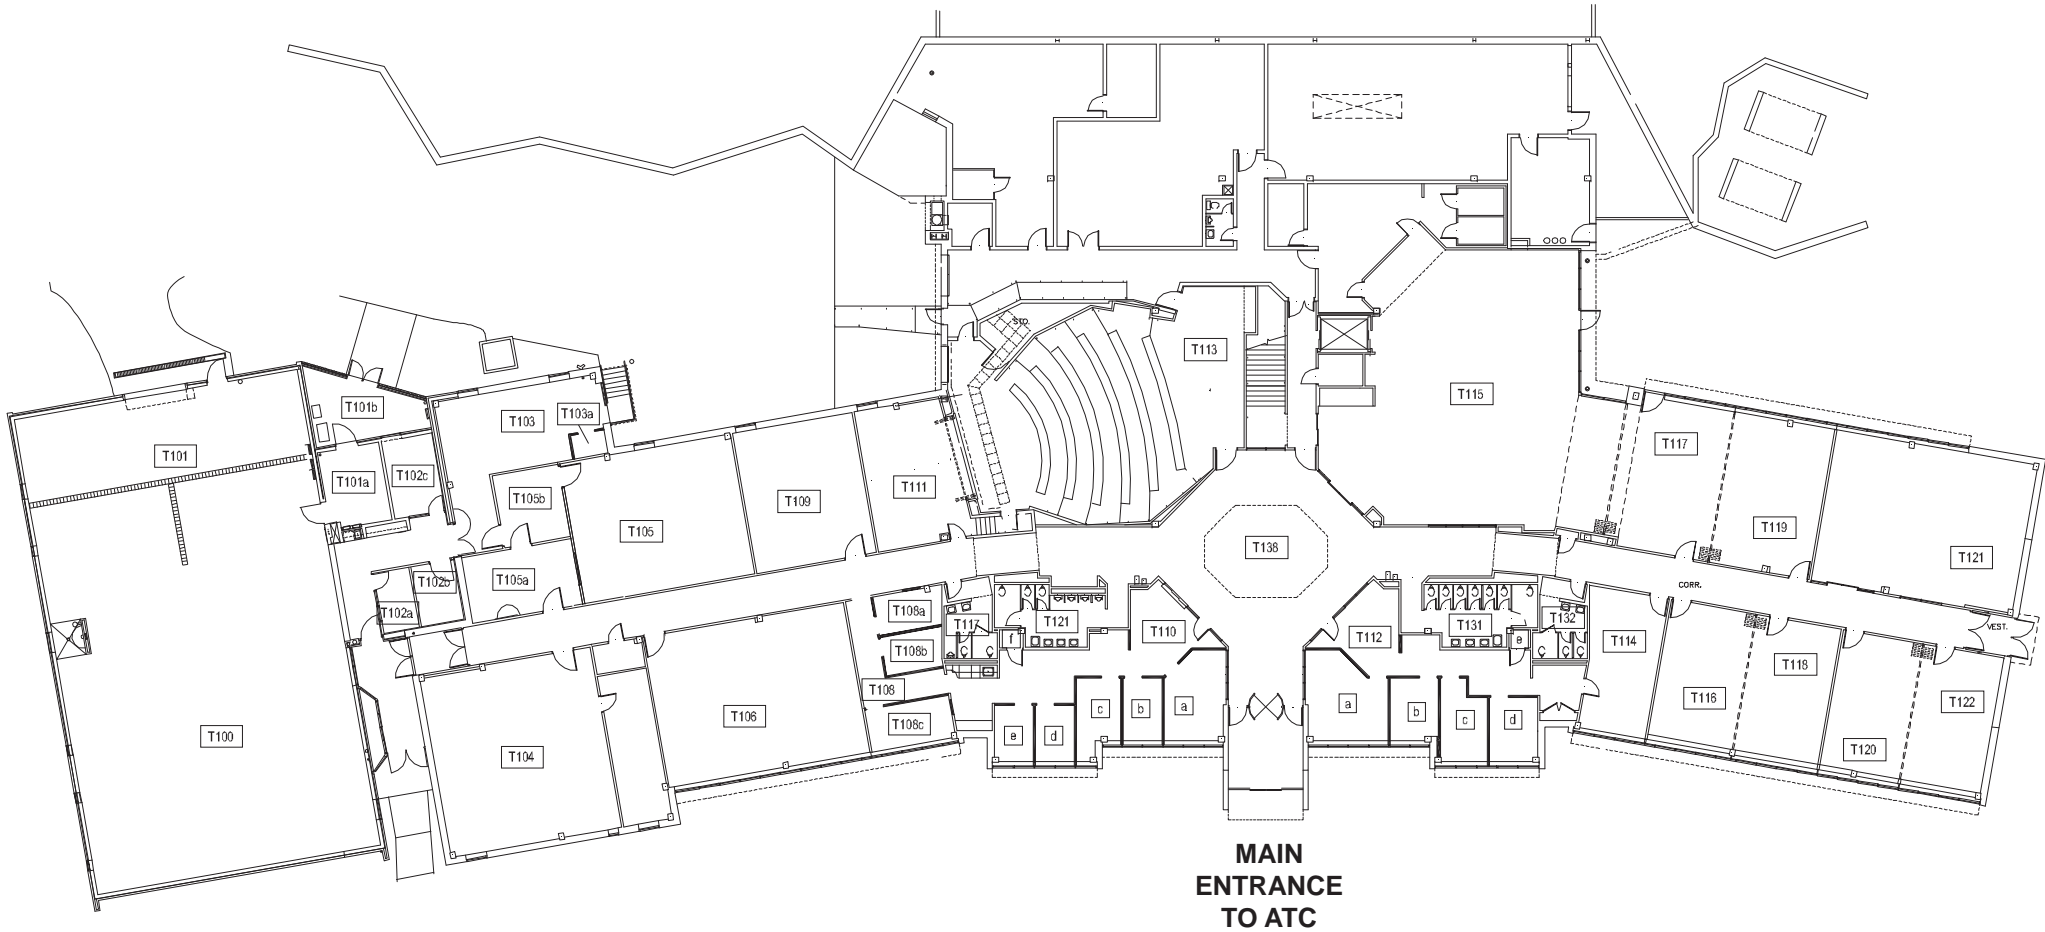 STO.
T113
T101b
T103
T103a
T115
T117
T101
T101a
T102c
T105b
T111
T109
T105
T119
T138
T121
T102b
T105a
T102a
CORR.
T108a
T117
T121
T110
T112
T131
T132
T114
VEST.
f
e
T108b
T108
T118
T116
T122
T106
T108c
c
b
a
a
b
c
d
e
d
T100
T104
T120
MAIN
ENTRANCE
TO ATC